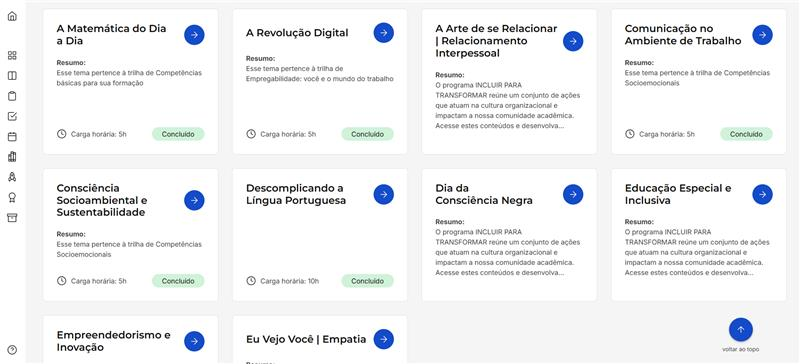 A Matemática do Dia
a Dia
Resumo:
Esse tema pertence à trilha de Competências
básicas para sua formação
Carga horária: 5h
Concluído
A Revolução Digital
Resumo:
Esse tema pertence à trilha de
Empregabilidade: você e o mundo do trabalho
Carga horária: 5h
Concluído
A Arte de se Relacionar
| Relacionamento
Interpessoal
Resumo:
O programa INCLUIR PARA
TRANSFORMAR reúne um conjunto de ações
que atuam na cultura organizacional e
impactam a nossa comunidade acadêmica.
Acesse estes conteúdos e desenvolva...
Comunicação no
Ambiente de Trabalho
Resumo:
Esse tema pertence à trilha de Competências
Socioemocionais
Carga horária: 5h
Concluído
Consciência
Socioambiental e
Sustentabilidade
Resumo:
Esse tema pertence à trilha de Competências
Socioemocionais
Carga horária: 5h
Concluído
Descomplicando a
Língua Portuguesa
Carga horária: 10h
Concluído
Dia da
Consciência Negra
Resumo:
O programa INCLUIR PARA
TRANSFORMAR reúne um conjunto de ações
que atuam na cultura organizacional e
impactam a nossa comunidade acadêmica.
Acesse estes conteúdos e desenvolva...
Educação Especial e
Inclusiva
Resumo:
O programa INCLUIR PARA
TRANSFORMAR reúne um conjunto de ações
que atuam na cultura organizacional e
impactam a nossa comunidade acadêmica.
Acesse estes conteúdos e desenvolva...
Empreendedorismo e
Inovação
Eu Vejo Você | Empatia
Resumo:
voltar ao topo